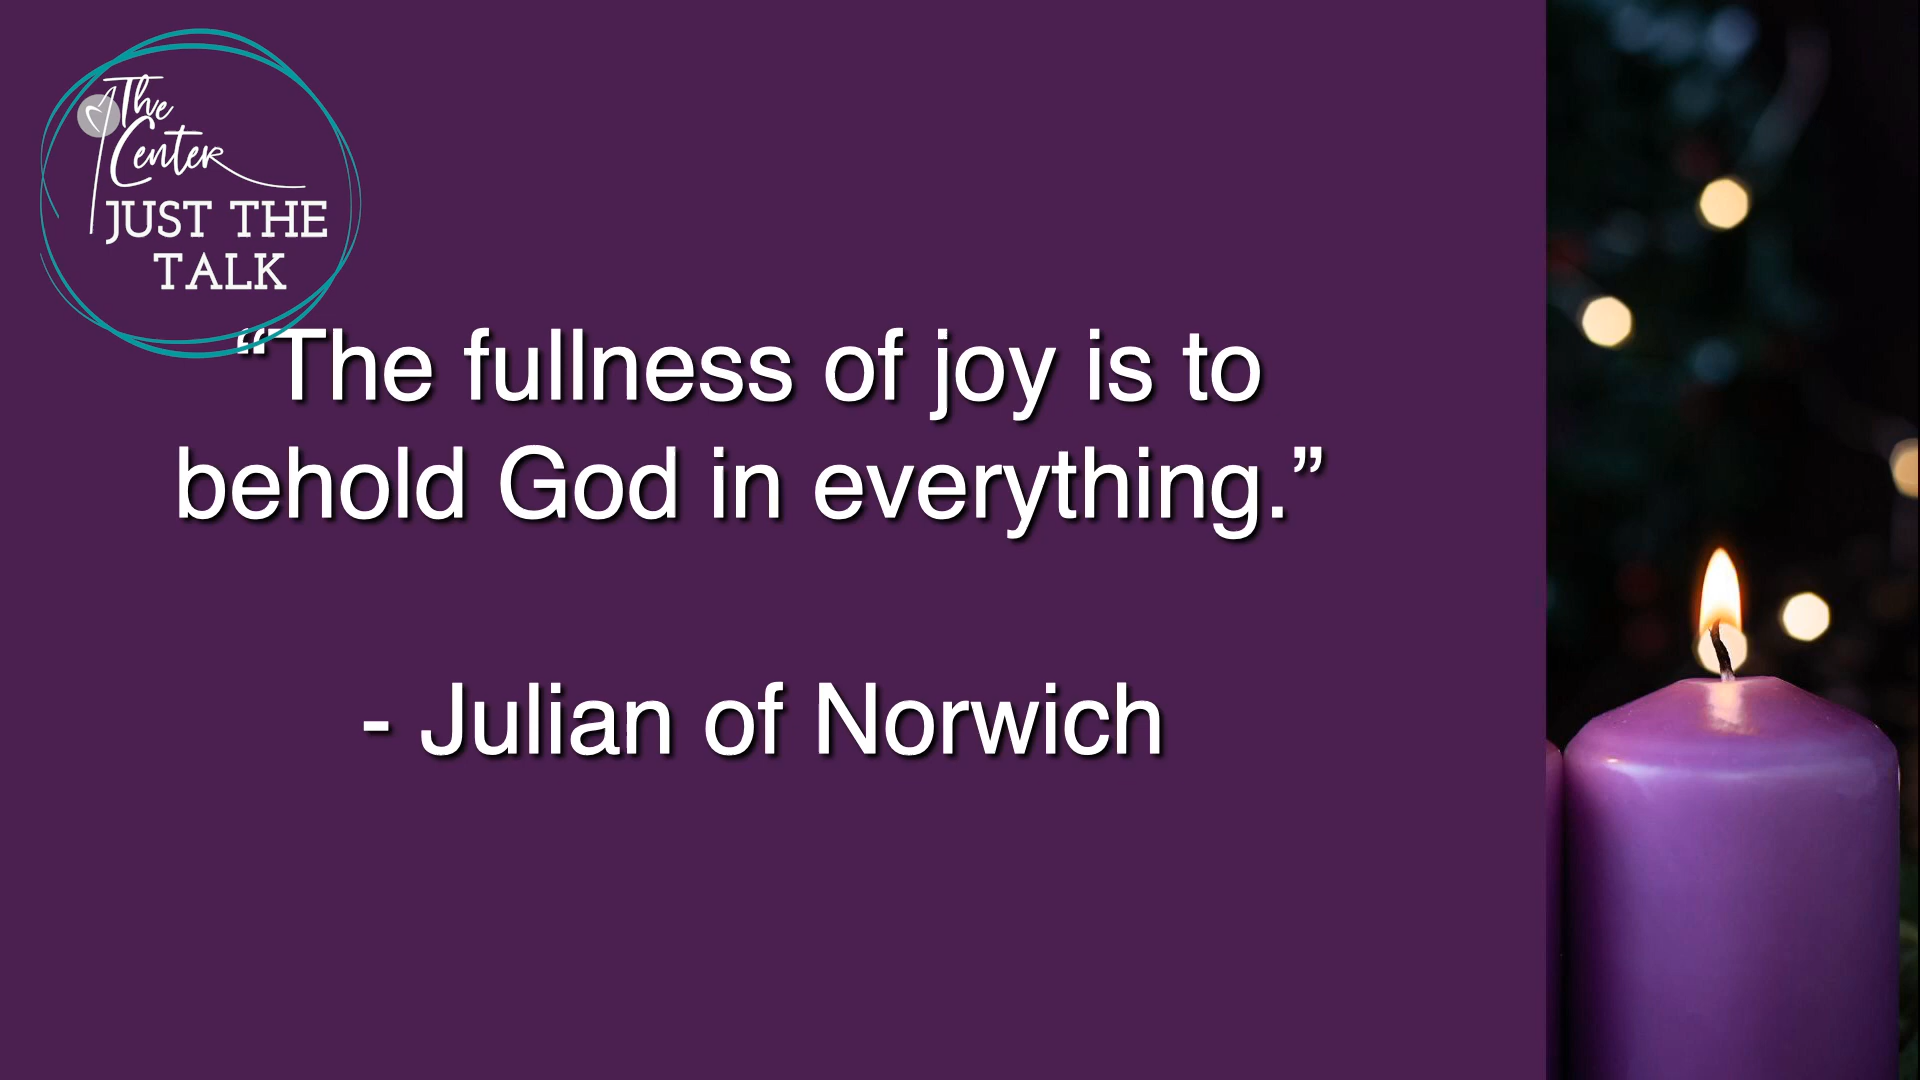 The
Center
JUST THE
TALK
“The fullness of joy is to
behold God in everything.”
- Julian of Norwich